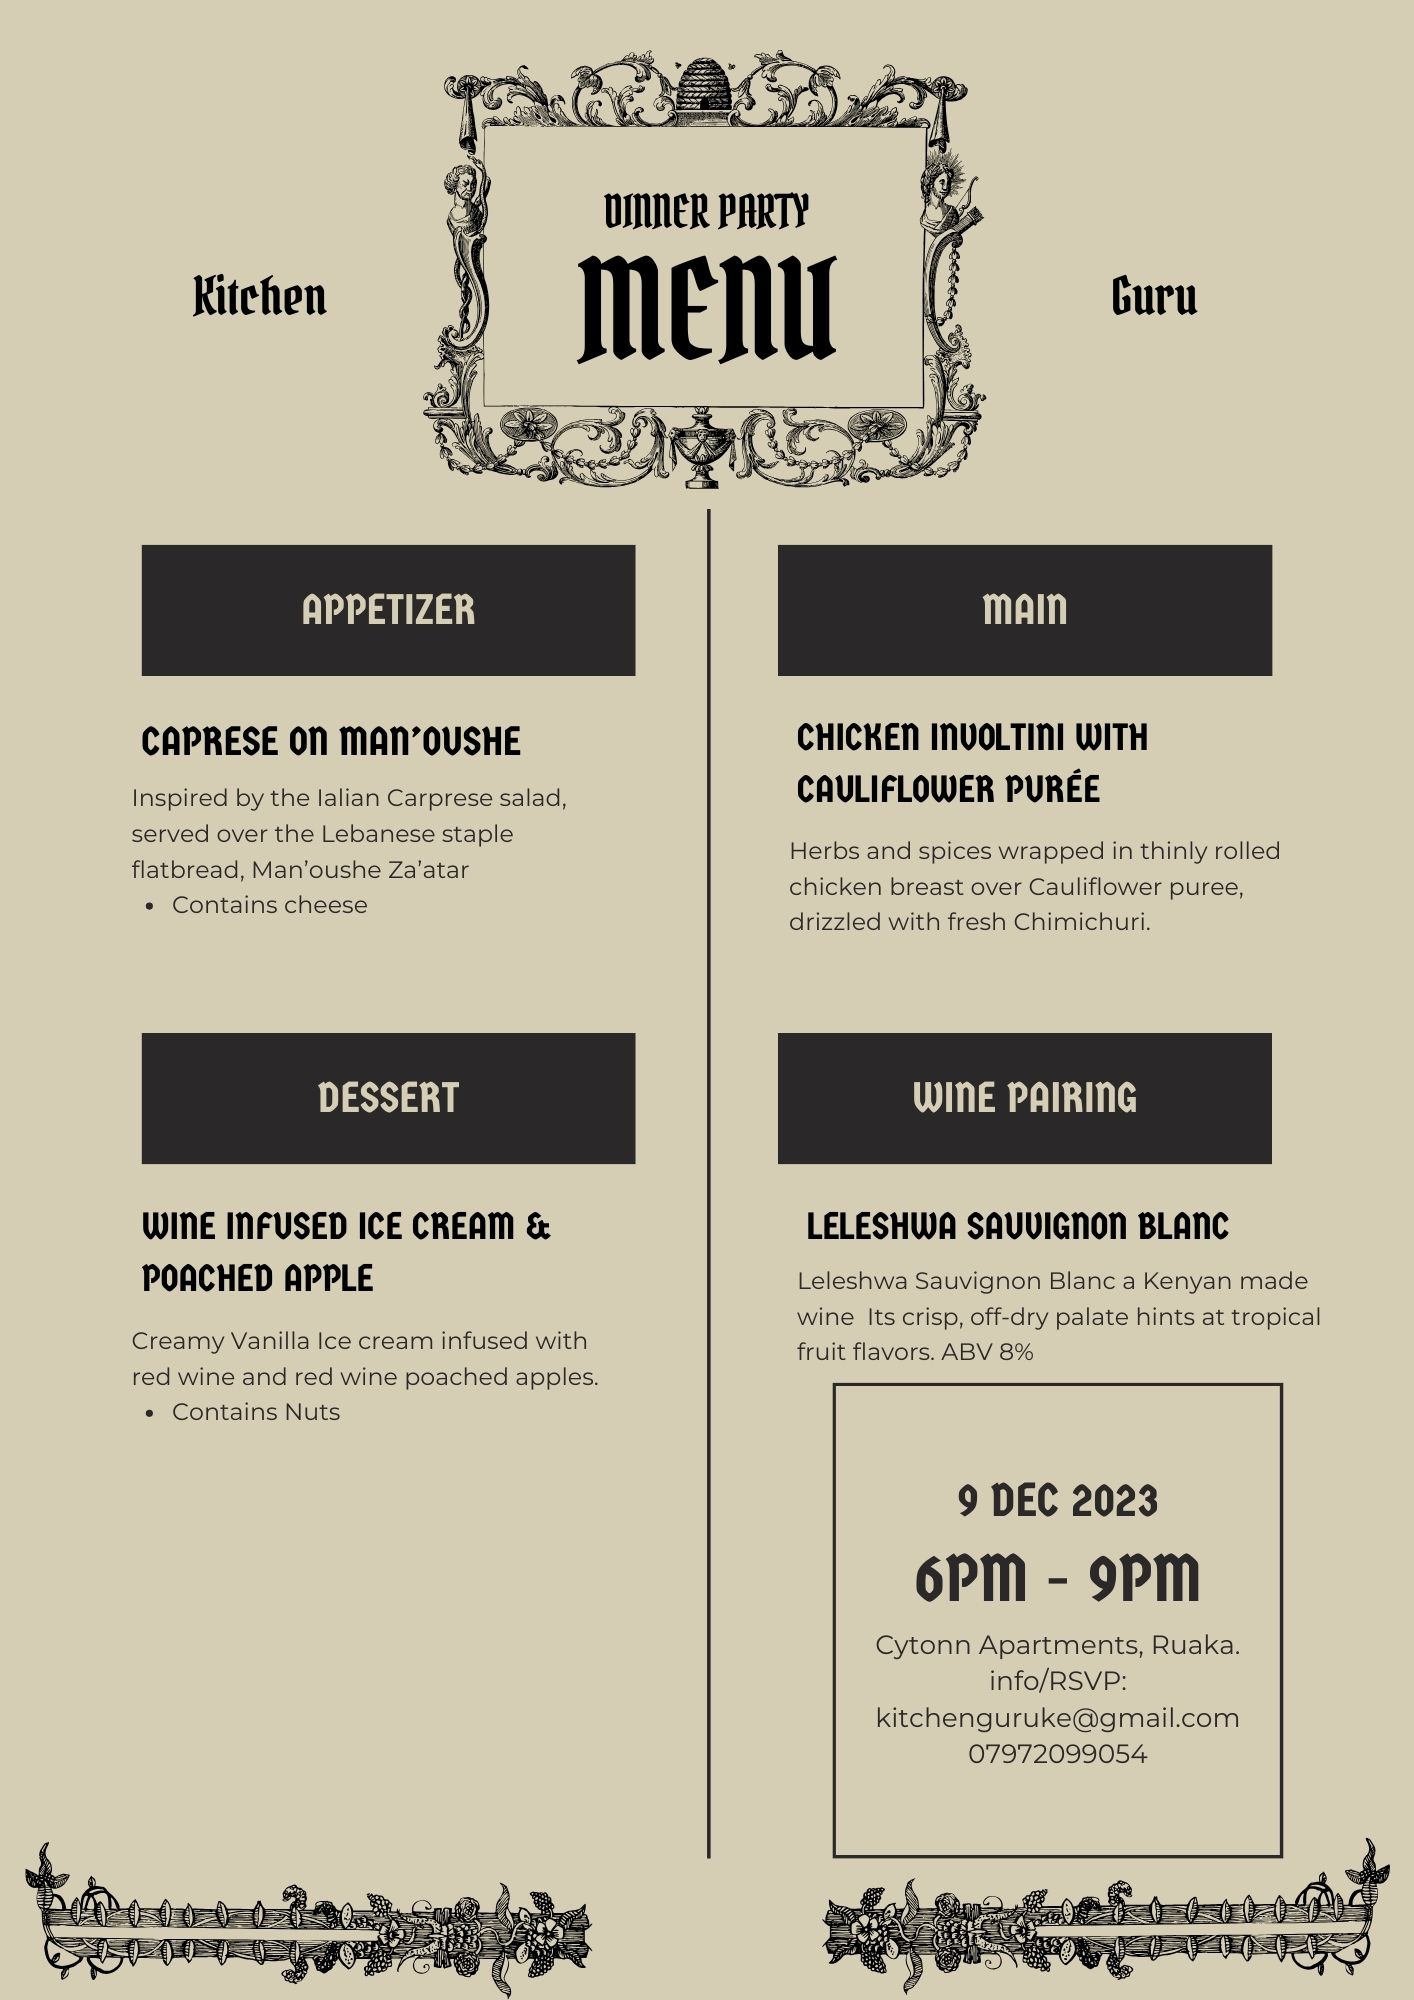 DINNER PARTY
MENU
Kitchen
Guru
APPETIZER
CAPRESE ON MAN’OUSHE
Inspired by the Ialian Carprese salad,
served over the Lebanese staple
flatbread, Man’oushe Za’atar
• Contains cheese
MAIN
CHICKEN INVOLTINI WITH
CAULIFLOWER PURÉE
Herbs and spices wrapped in thinly rolled
chicken breast over Cauliflower puree,
drizzled with fresh Chimichuri.
DESSERT
WINE INFUSED ICE CREAM &
POACHED APPLE
Creamy Vanilla Ice cream infused with
red wine and red wine poached apples.
• Contains Nuts
WINE PAIRING
LELESHWA SAUVIGNON BLANC
Leleshwa Sauvignon Blanc a Kenyan made
wine  Its crisp, off-dry palate hints at tropical
fruit flavors. ABV 8%
9 DEC 2023
6PM - 9PM
Cytonn Apartments, Ruaka.
info/RSVP:
kitchenguruke@gmail.com
07972099054